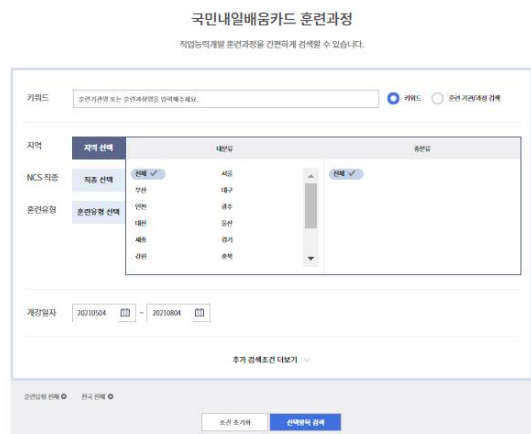 국민내일배움카드 훈련과정
직업능력개발 훈련과정을 간편하게 검색할 수 있습니다.
키워드 훈련기관명 또는 훈련과정명을 입력해주세요. 키워드 훈련 기관/과정 검색
지역 지역 선택 대분류 중분류
NCS 직종 직종 선택 전체 서울 전체
부산 대구
훈련유형 훈련유형 선택 인천 광주
대전 울산
세종 경기
강원 충북
개강일자 20210504 ~ 20210804
추가 검색조건 더보기
훈련유형 전체 전국 전체
조건 초기화 선택항목 검색